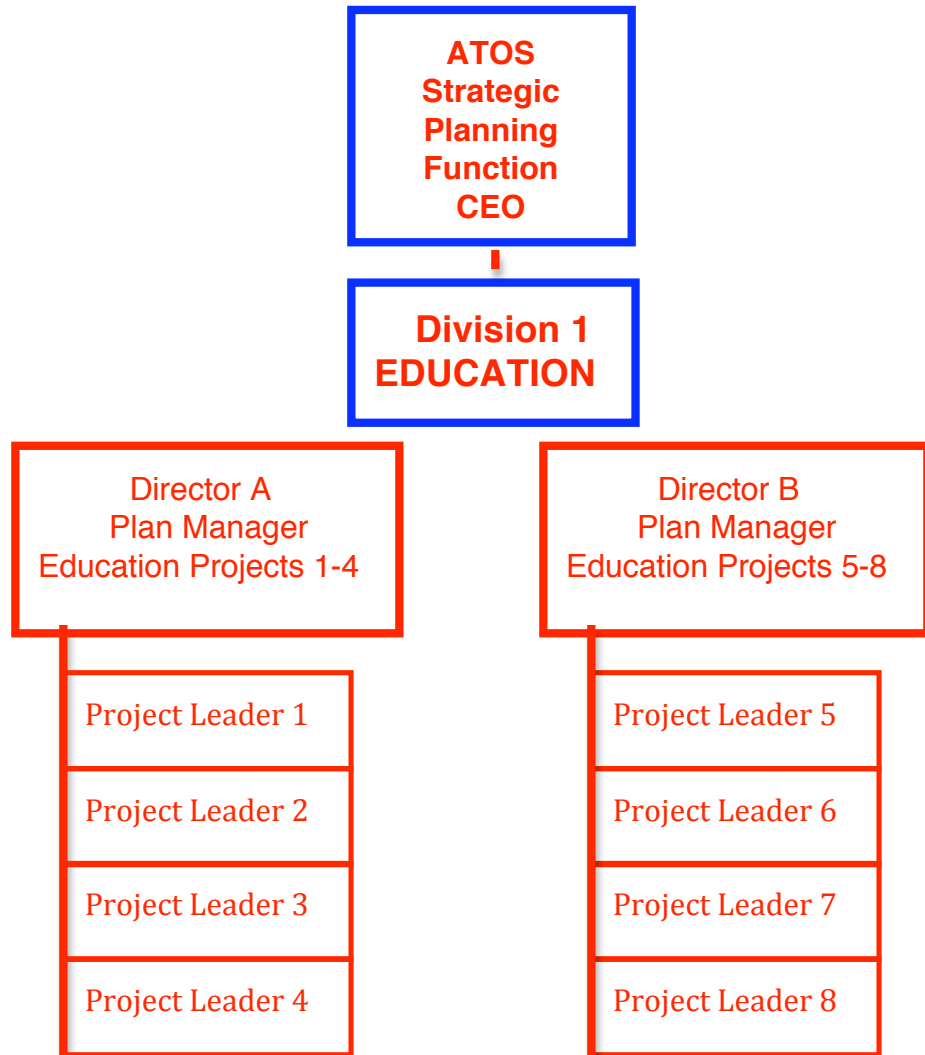 ATOS
Strategic
Planning
Function
CEO
Division 1
EDUCATION
Director A
Plan Manager
Education Projects 1-4
Project Leader 1
Project Leader 2
Project Leader 3
Project Leader 4
Director B
Plan Manager
Education Projects 5-8
Project Leader 5
Project Leader 6
Project Leader 7
Project Leader 8